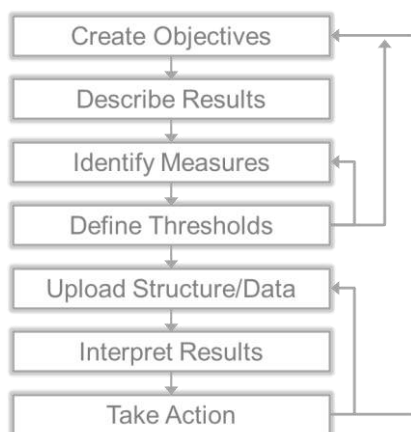 Create Objectives
Describe Results
Identify Measures
Define Thresholds
Upload Structure/Data
Interpret Results
Take Action